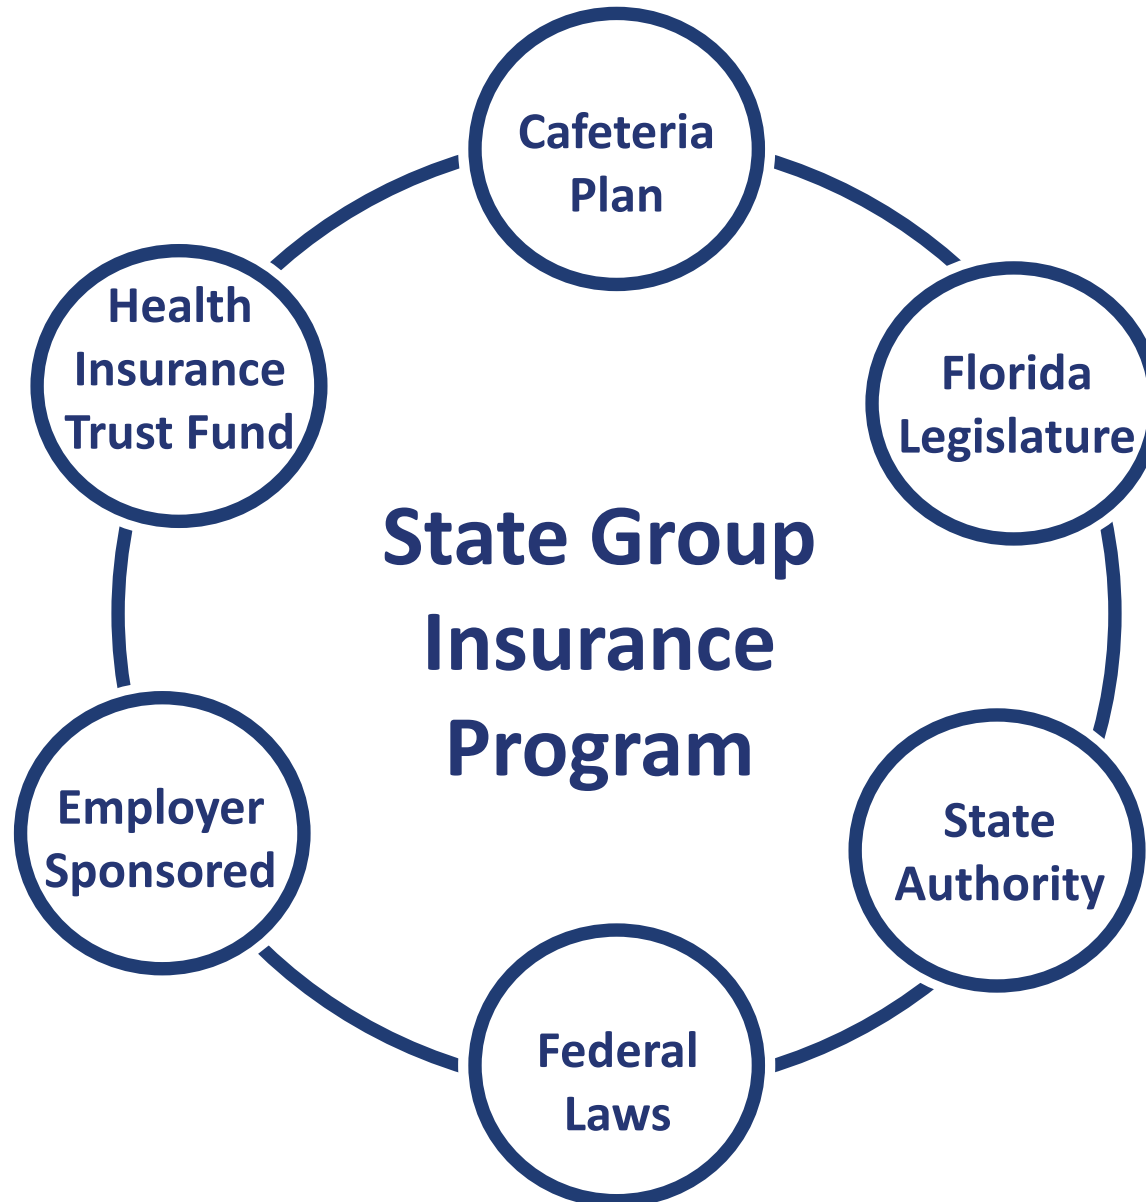 Cafeteria
Plan
Health
Insurance
Trust Fund
Florida
Legislature
State Group
Insurance
Program
Employer
Sponsored
State
Authority
Federal
Laws